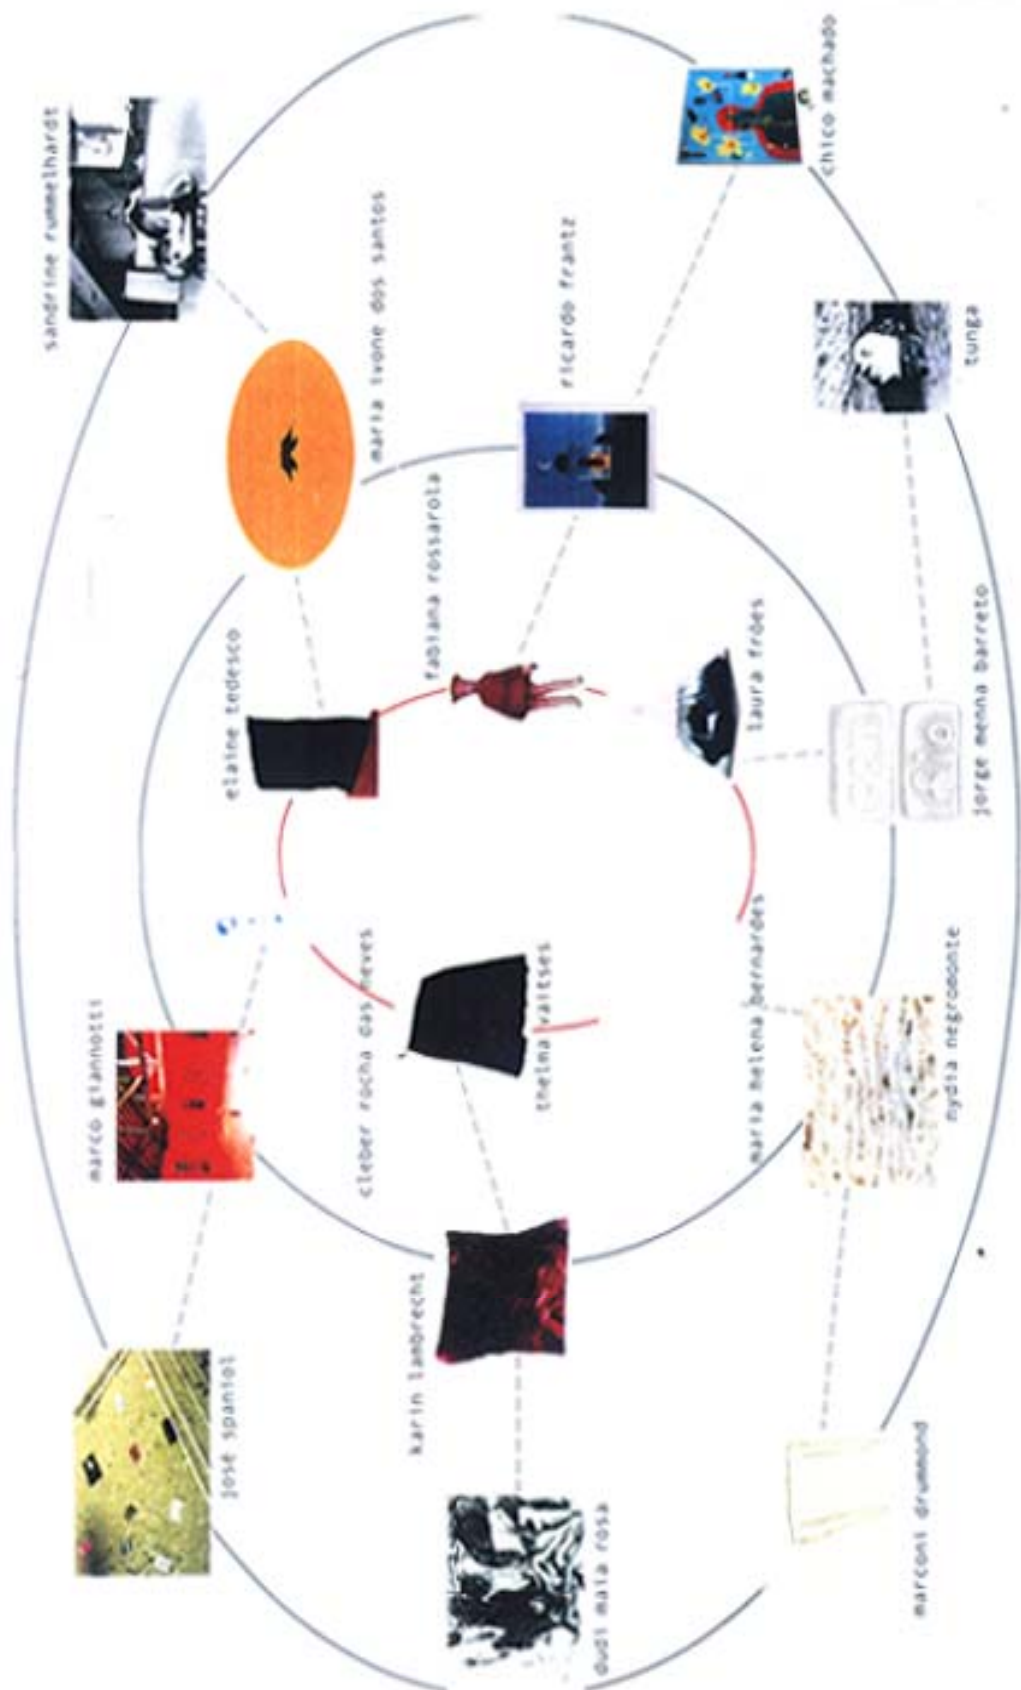 sandrine rummelhardt
chico machado
maria ivone dos santos
ricardo frantz
tunga
fabiana rossarola
elaine tedesco
laura fróes
jorge menna barreto
marco giannotti
cleber rocha das neves
thelma vaitses
maria helena bernardes
nydia negromonte
josé spaniol
karin lambrecht
dudi maia rosa
marconi drummond